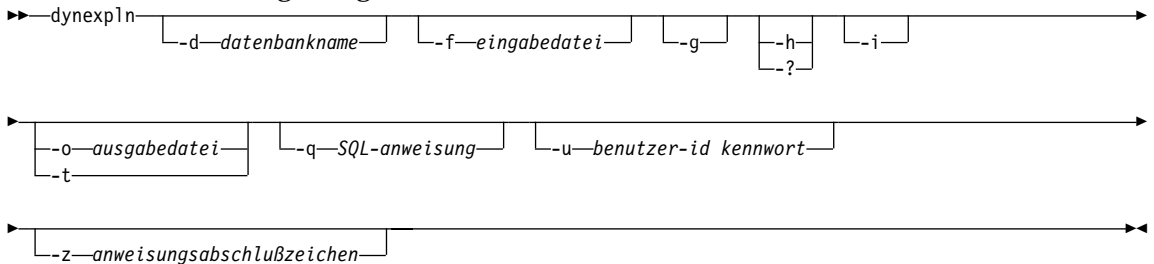 dynexpln
-d datenbankname -f eingabedatei -g -h -i
-?
-o ausgabedatei -q SQL-anweisung -u benutzer-id kennwort
-t
-z anweisungsabschlußzeichen